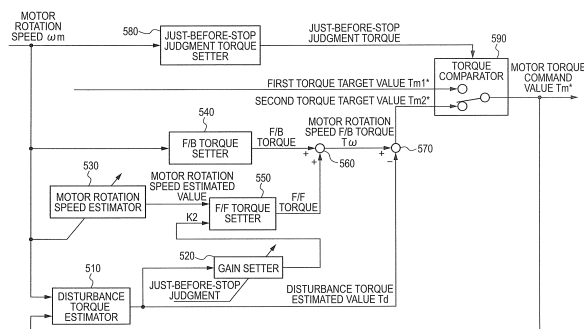 MOTOR
ROTATION
SPEED ωm
580
JUST-BEFORE-STOP
JUDGMENT TORQUE
SETTER
JUST-BEFORE-STOP
JUDGMENT TORQUE
590
TORQUE
COMPARATOR
MOTOR TORQUE
COMMAND
VALUE Tm*
FIRST TORQUE TARGET VALUE Tm1*
SECOND TORQUE TARGET VALUE Tm2*
540
F/B TORQUE
SETTER
F/B
TORQUE
MOTOR ROTATION
SPEED F/B TORQUE
Tω
+
+
560
+
−
570
530
MOTOR ROTATION
SPEED ESTIMATOR
MOTOR ROTATION
SPEED ESTIMATED
VALUE
K2
550
F/F TORQUE
SETTER
F/F
TORQUE
520
GAIN SETTER
JUST-BEFORE-STOP
JUDGMENT
510
DISTURBANCE
TORQUE
ESTIMATOR
DISTURBANCE TORQUE
ESTIMATED VALUE Td